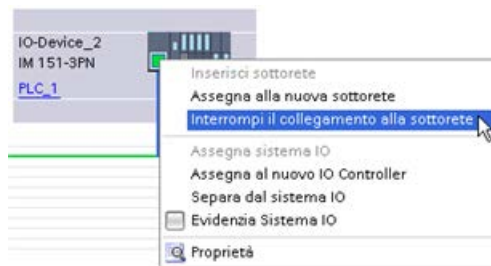 IO-Device_2
IM 151-3PN
PLC_1
Inserisci sottorete
Assegna alla nuova sottorete
Interrompi il collegamento alla sottorete
Assegna sistema IO
Assegna al nuovo IO Controller
Separa dal sistema IO
Evidenzia Sistema IO
Proprietà